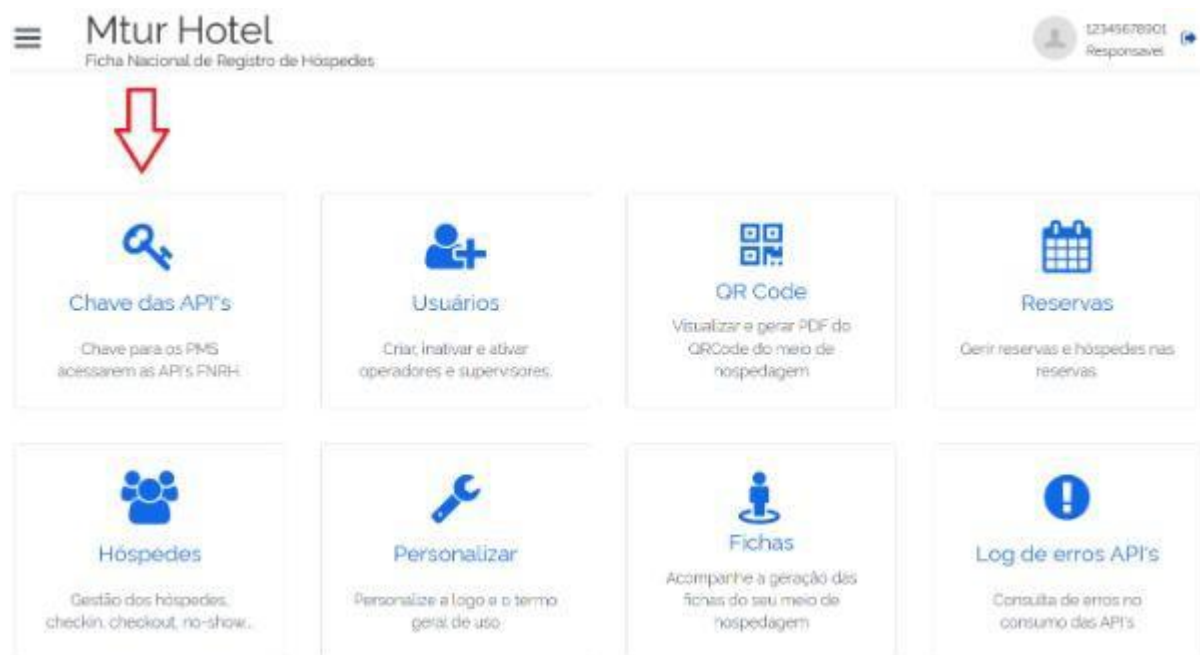 Mtur Hotel
Ficha Nacional de Registro de Hóspedes
12345678901
Responsavel
Chave das API"s
Chave para os PMS
acessarem as API's FNRH.
Usuários
Criar, inativar e ativar
operadores e supervisores.
QR Code
Visualizar e gerar PDF do
QRCode do meio de
hospedagem
Reservas
Gerir reservas e hóspedes nas
reservas
Hóspedes
Gestão dos hóspedes,
checkin, checkout, no-show...
Personalizar
Personalize a logo e o termo
geral de uso
Fichas
Acompanhe a geração das
fichas do seu meio de
hospedagem
Log de erros API's
Consulta de erros no
consumo das API's